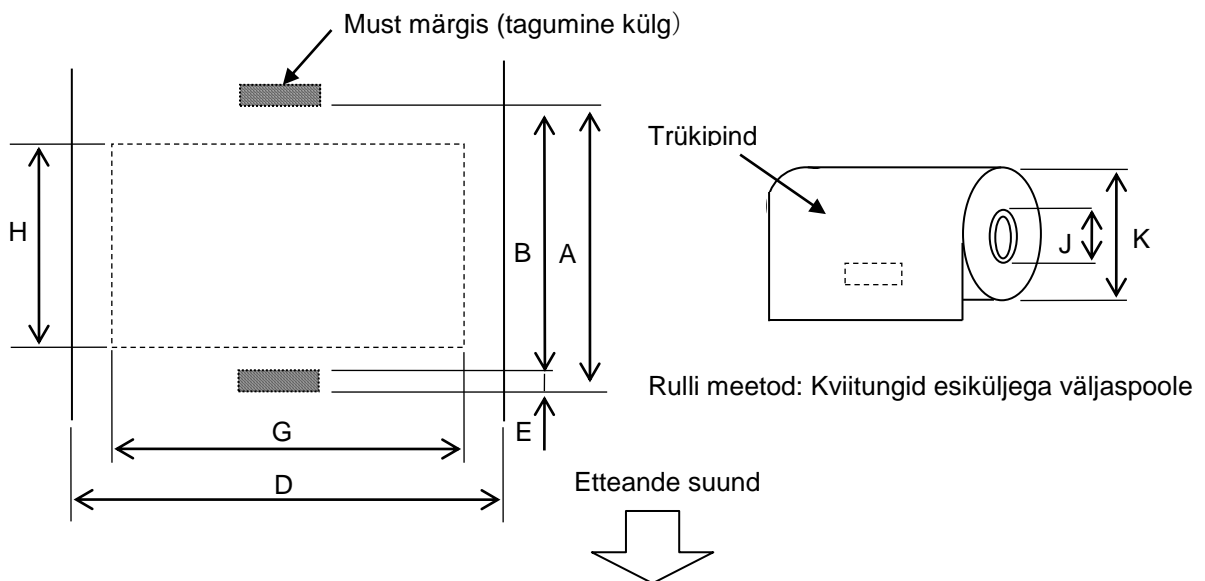 Must märgis (tagumine külg）
Trükipind
H
B
A
J
K
Rulli meetod: Kviitungid esiküljega väljaspoole
G
E
D
Etteande suund